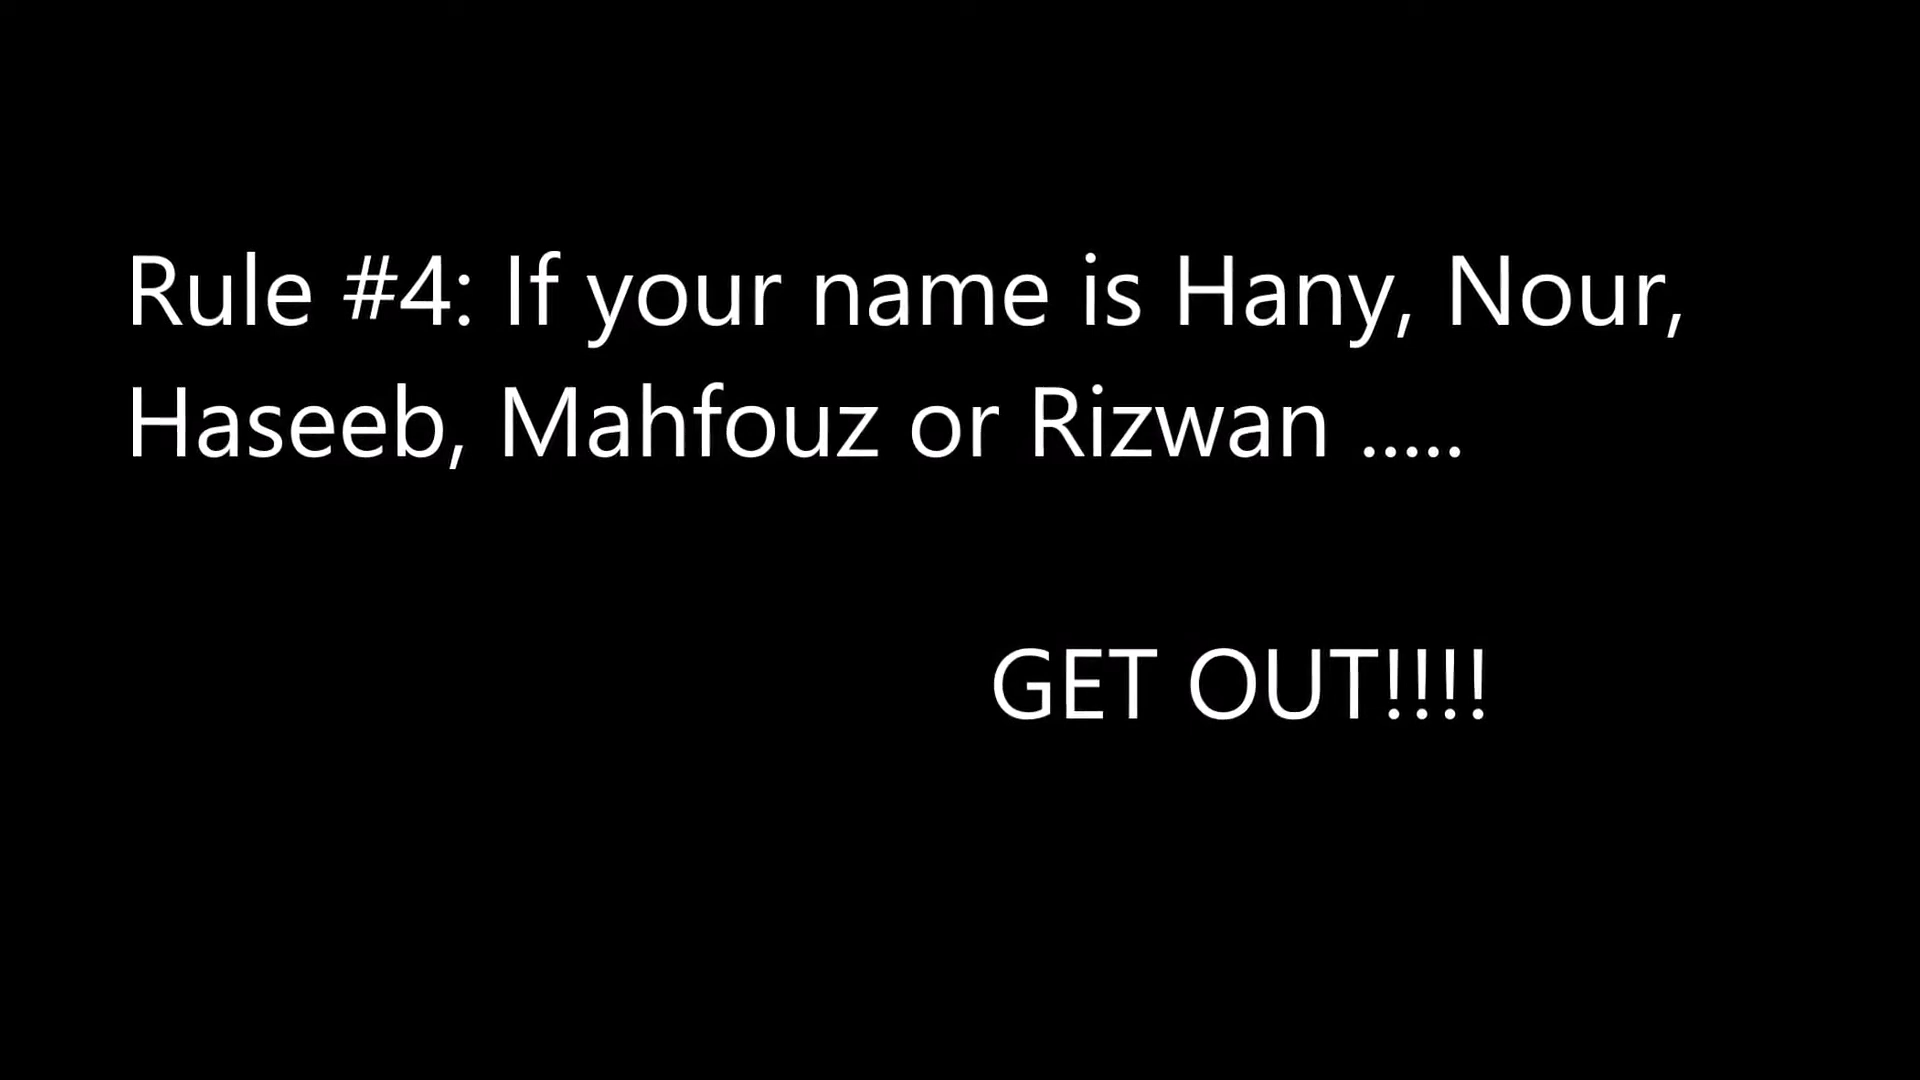 Rule #4: If your name is Hany, Nour,
Haseeb, Mahfouz or Rizwan .....
GET OUT!!!!